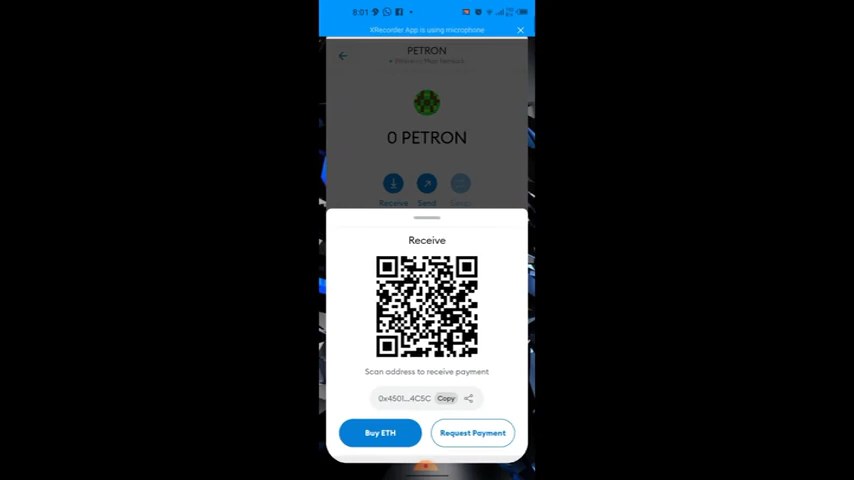 8:01
XRecorder App is using microphone
PETRON
0 PETRON
Receive Send Swap
Receive
Scan address to receive payment
0x4501...4C5C Copy
Buy ETH Request Payment